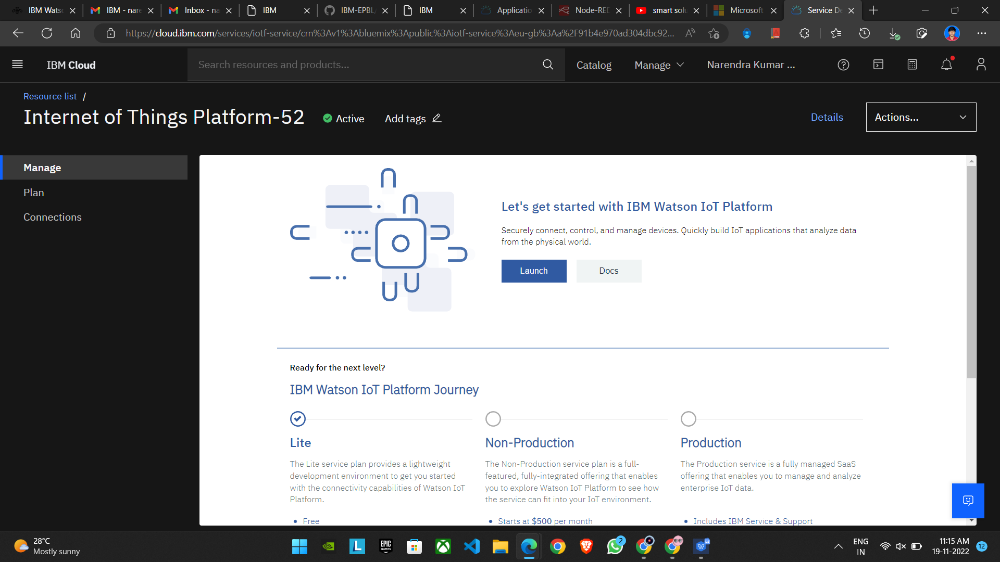 IBM Wats
IBM - nare
Inbox - na
IBM
IBM-EPBL/
IBM
Applicatio
Node-RED
smart solu
Microsoft
Service De
https://cloud.ibm.com/services/iotf-service/crn%3Av1%3Abluemix%3Apublic%3Aiotf-service%3Aeu-gb%3Aa%2F91b4e970ad304dbc92...
IBM Cloud
Search resources and products...
Catalog
Manage
Narendra Kumar ...
Resource list /
Internet of Things Platform-52
Active
Add tags
Details
Actions...
Manage
Plan
Connections
Let's get started with IBM Watson IoT Platform
Securely connect, control, and manage devices. Quickly build IoT applications that analyze data
from the physical world.
Launch
Docs
Ready for the next level?
IBM Watson IoT Platform Journey
Lite
The Lite service plan provides a lightweight
development environment to get you started
with the connectivity capabilities of Watson IoT
Platform.
• Free
Non-Production
The Non-Production service plan is a full-
featured, fully-integrated offering that enables
you to explore Watson IoT Platform to see how
the service can fit into your IoT environment.
• Starts at $500 per month
Production
The Production service is a fully managed SaaS
offering that enables you to manage and analyze
enterprise IoT data.
• Includes IBM Service & Support
28°C
Mostly sunny
L
EPIC
GAMES
2
W
ENG
IN
11:15 AM
19-11-2022
12